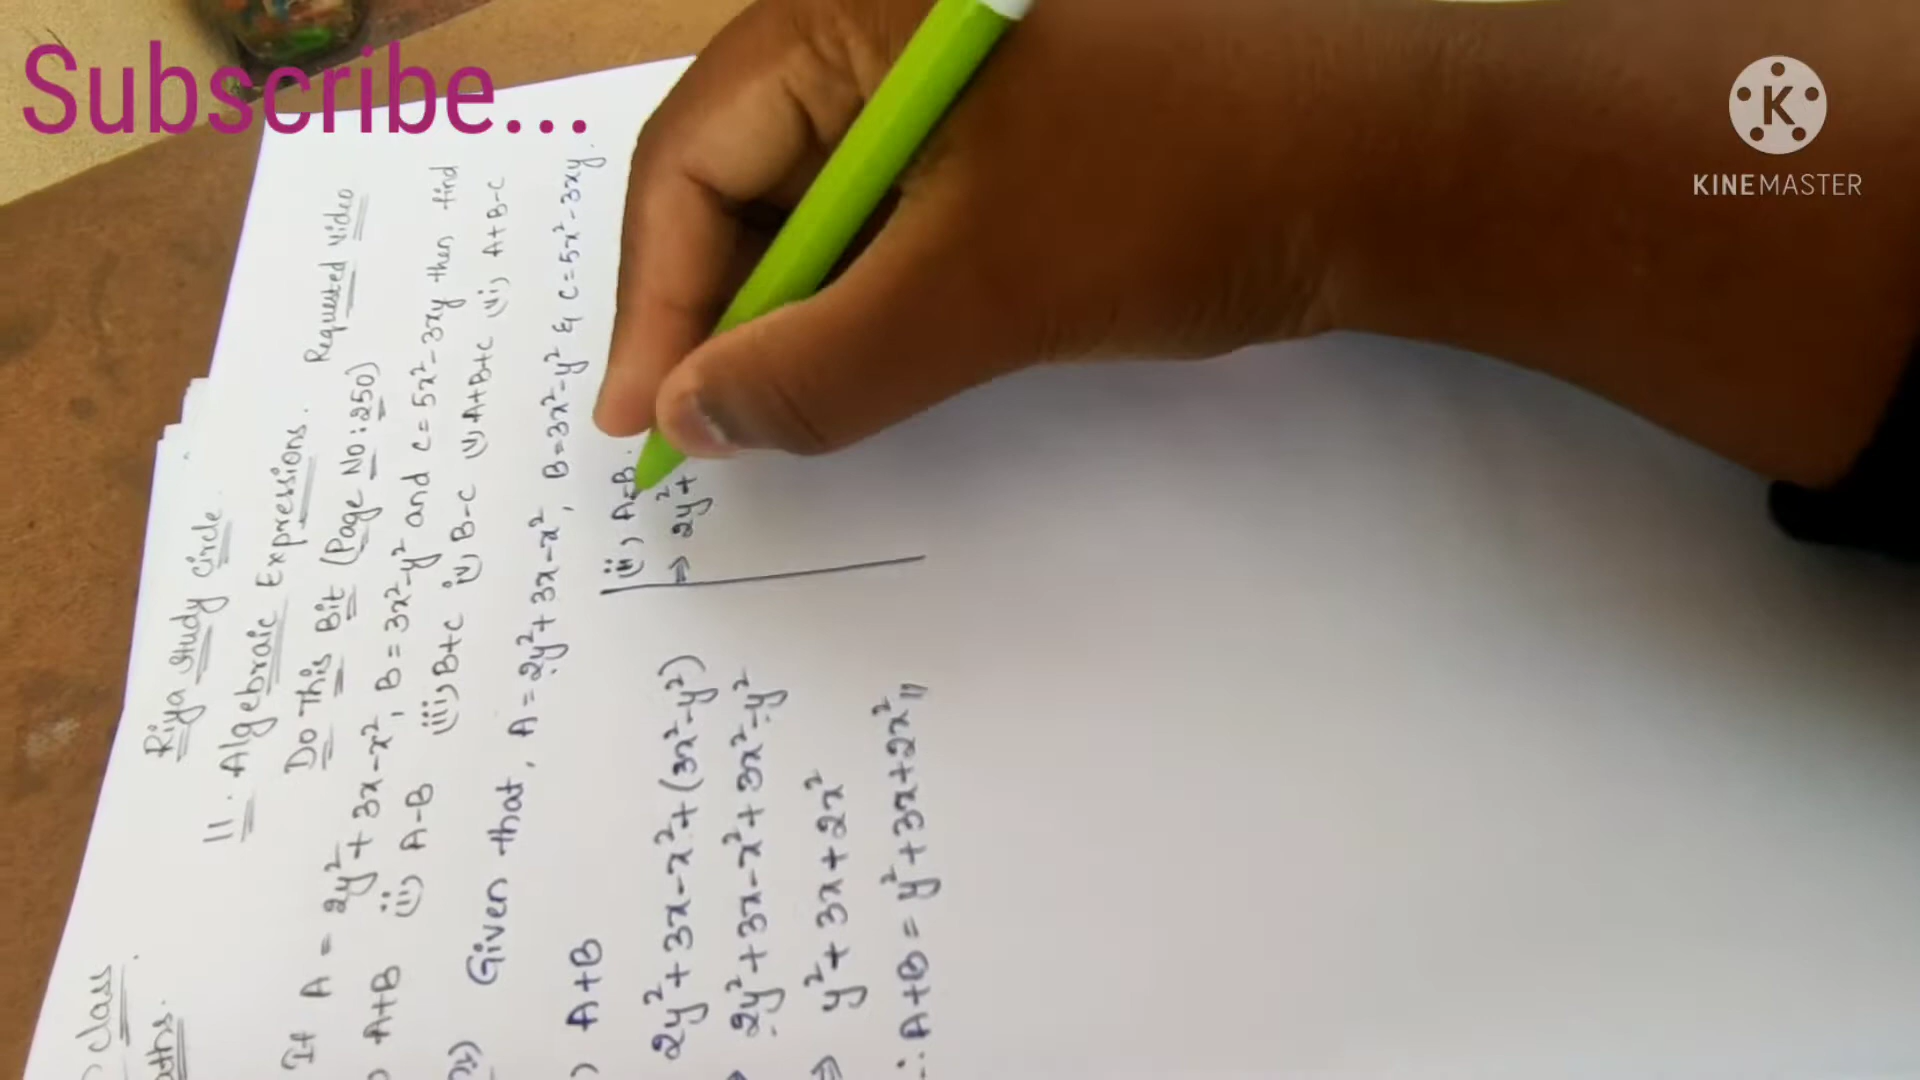 Subscribe...
KINEMASTER
class
Riya study circle
11. Algebraic Expressions.
Do This Bit (Page No: 250) Requested video
If A = 2y² + 3x - x², B = 3x² - y² and C = 5x² - 3xy then find
A+B (ii) A-B (iii) B+C iv) B-C (v) A+B+C (vi) A+B-C
Given that, A = 2y² + 3x - x², B = 3x² - y² & C = 5x² - 3xy.
) A+B
2y² + 3x - x² + (3x² - y²)
2y² + 3x - x² + 3x² - y²
⇒ y² + 3x + 2x²
∴ A+B = y² + 3x + 2x² //
(ii) A-B.
⇒ 2y² +